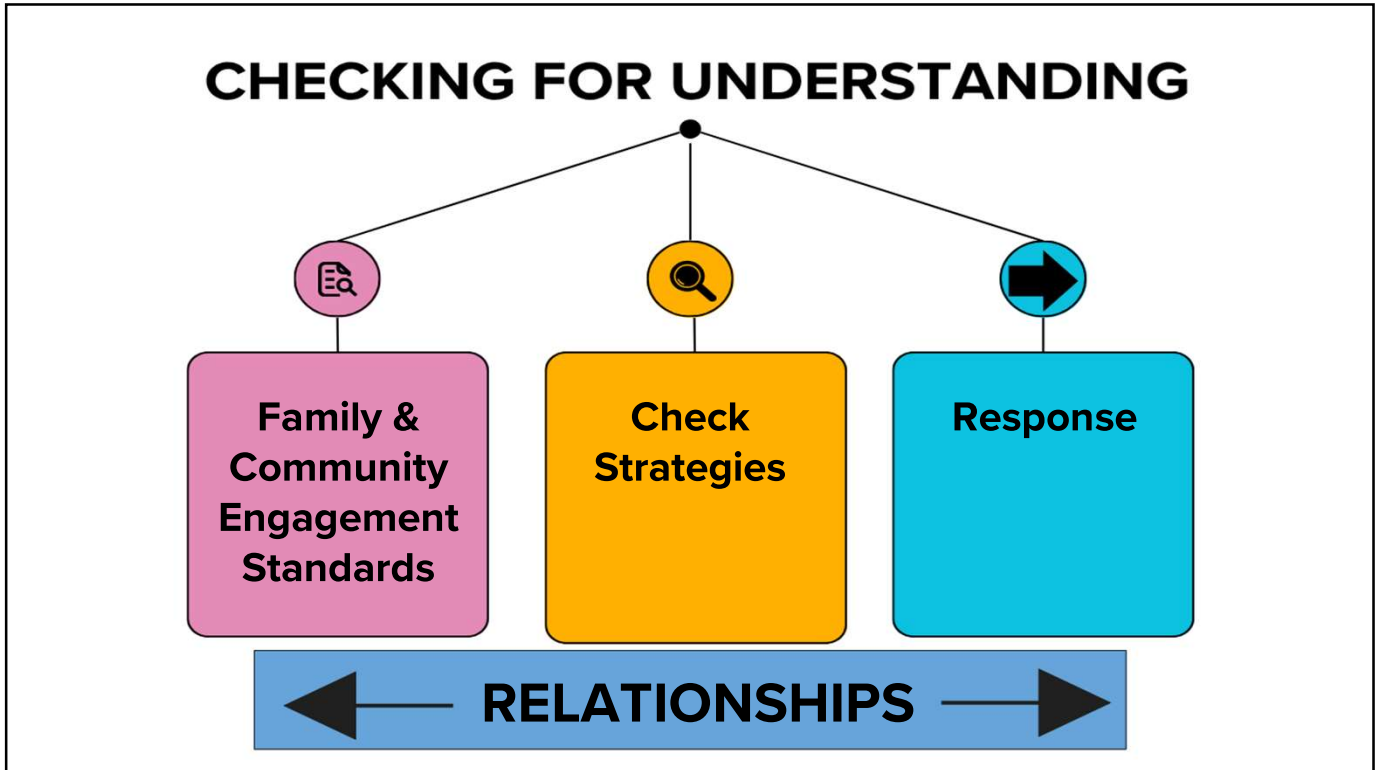 CHECKING FOR UNDERSTANDING
Family &
Community
Engagement
Standards
Check
Strategies
Response
RELATIONSHIPS